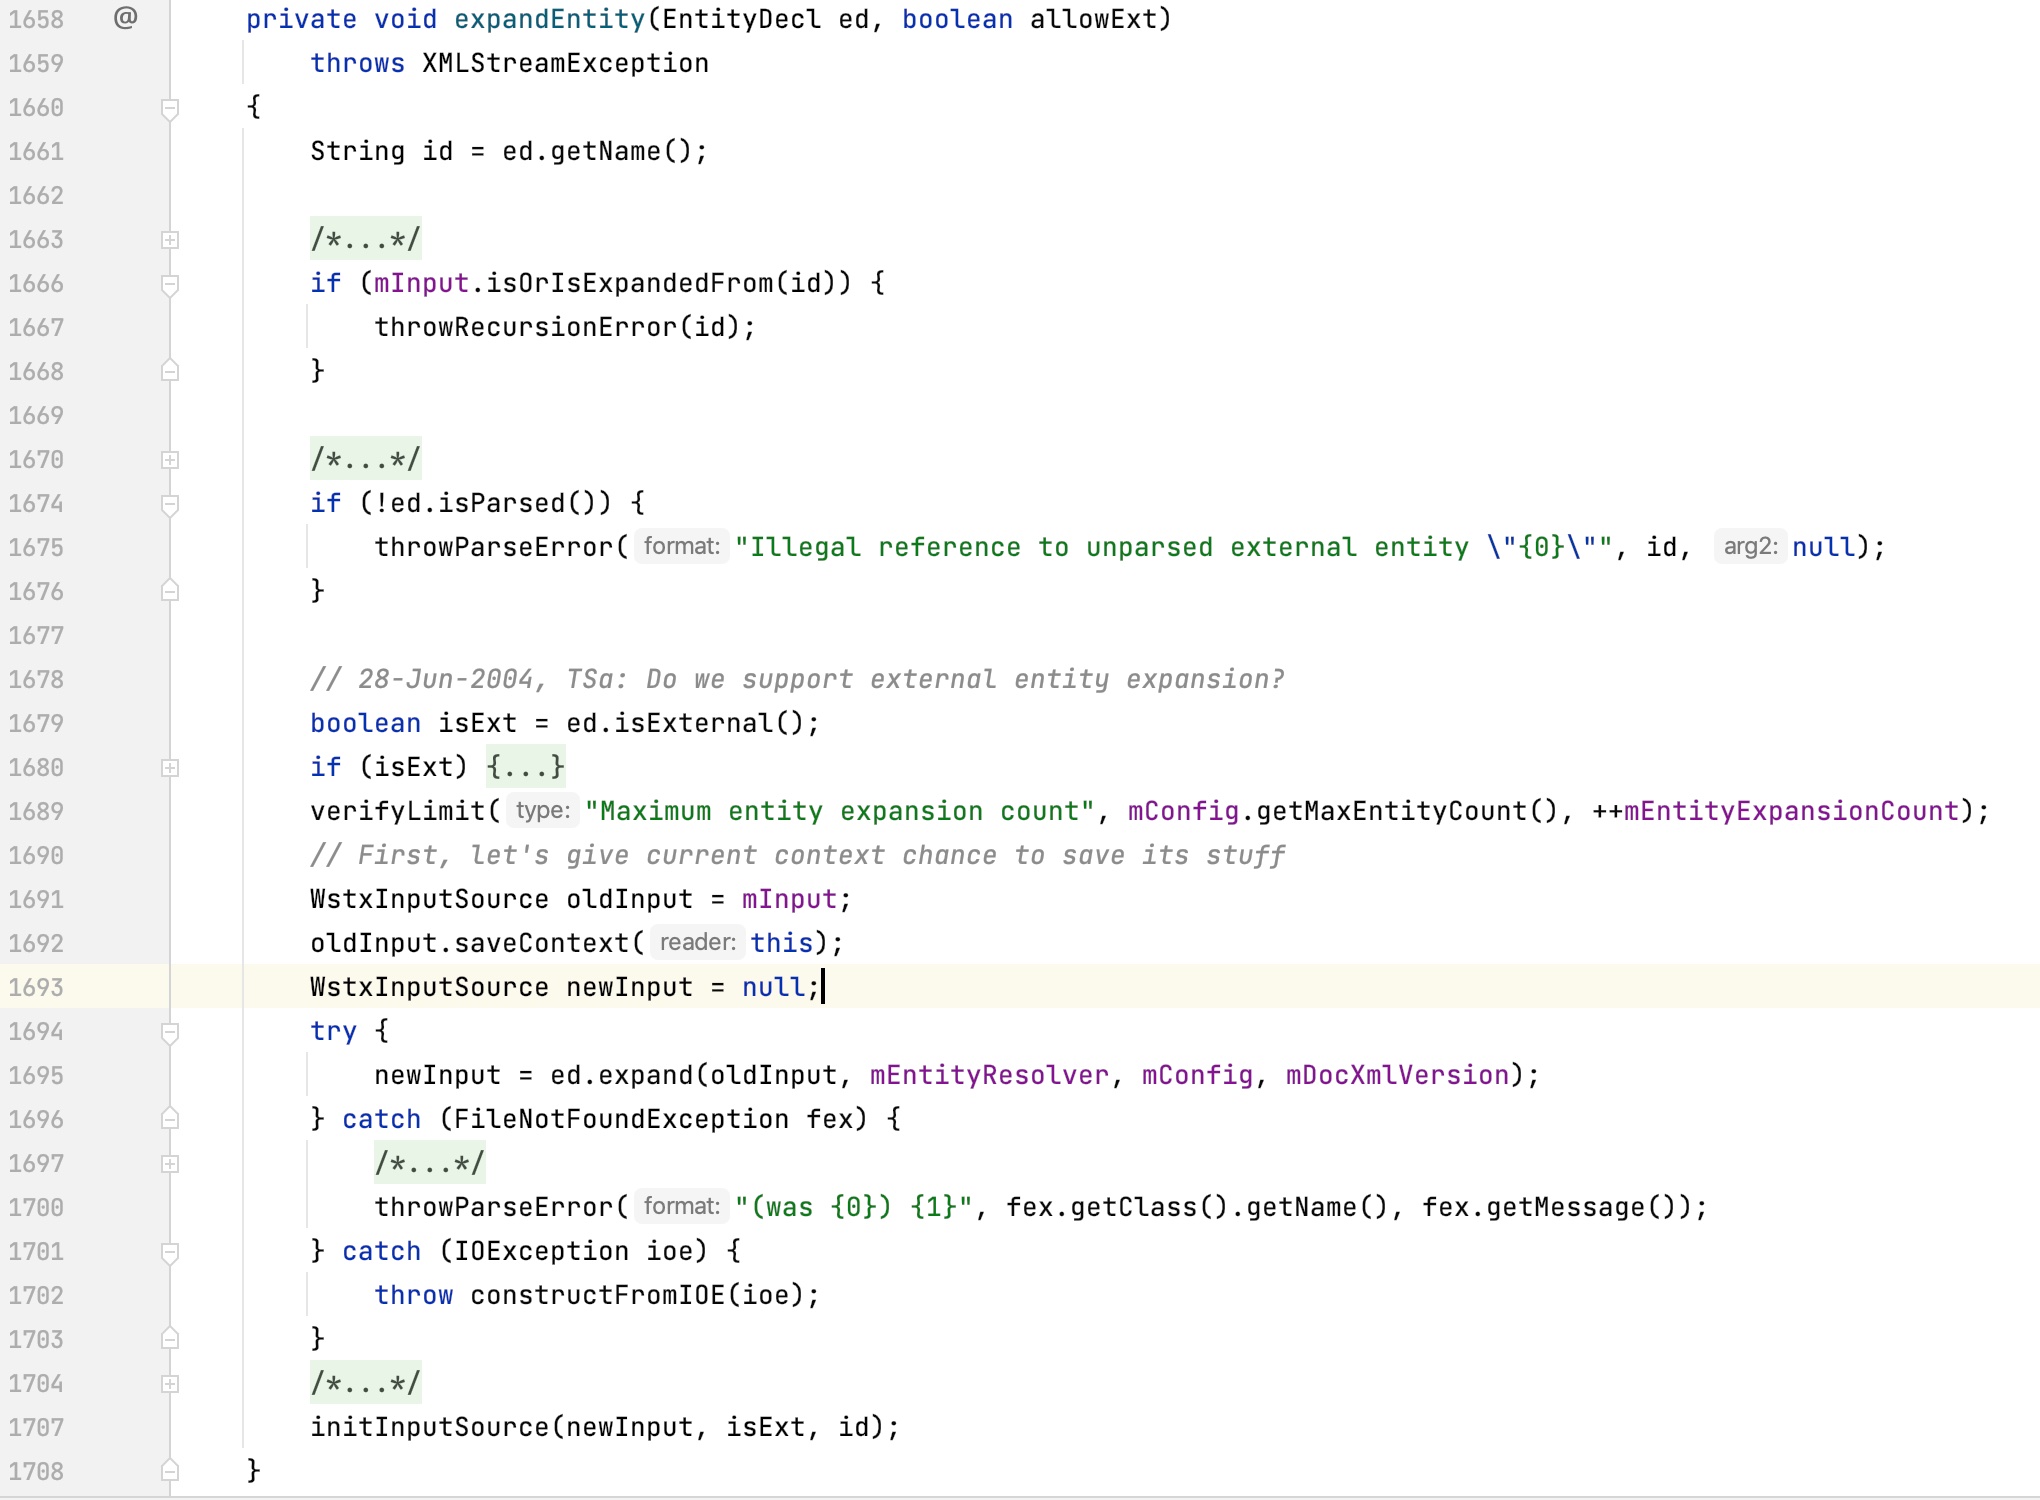 1658 @ private void expandEntity(EntityDecl ed, boolean allowExt)
1659 throws XMLStreamException
1660 {
1661 String id = ed.getName();
1662
1663 /*...*/
1666 if (mInput.isOrIsExpandedFrom(id)) {
1667 throwRecursionError(id);
1668 }
1669
1670 /*...*/
1674 if (!ed.isParsed()) {
1675 throwParseError( format: "Illegal reference to unparsed external entity \"{0}\"", id, arg2: null);
1676 }
1677
1678 // 28-Jun-2004, TSa: Do we support external entity expansion?
1679 boolean isExt = ed.isExternal();
1680 if (isExt) {...}
1689 verifyLimit( type: "Maximum entity expansion count", mConfig.getMaxEntityCount(), ++mEntityExpansionCount);
1690 // First, let's give current context chance to save its stuff
1691 WstxInputSource oldInput = mInput;
1692 oldInput.saveContext( reader: this);
1693 WstxInputSource newInput = null;
1694 try {
1695 newInput = ed.expand(oldInput, mEntityResolver, mConfig, mDocXmlVersion);
1696 } catch (FileNotFoundException fex) {
1697 /*...*/
1700 throwParseError( format: "(was {0}) {1}", fex.getClass().getName(), fex.getMessage());
1701 } catch (IOException ioe) {
1702 throw constructFromIOE(ioe);
1703 }
1704 /*...*/
1707 initInputSource(newInput, isExt, id);
1708 }